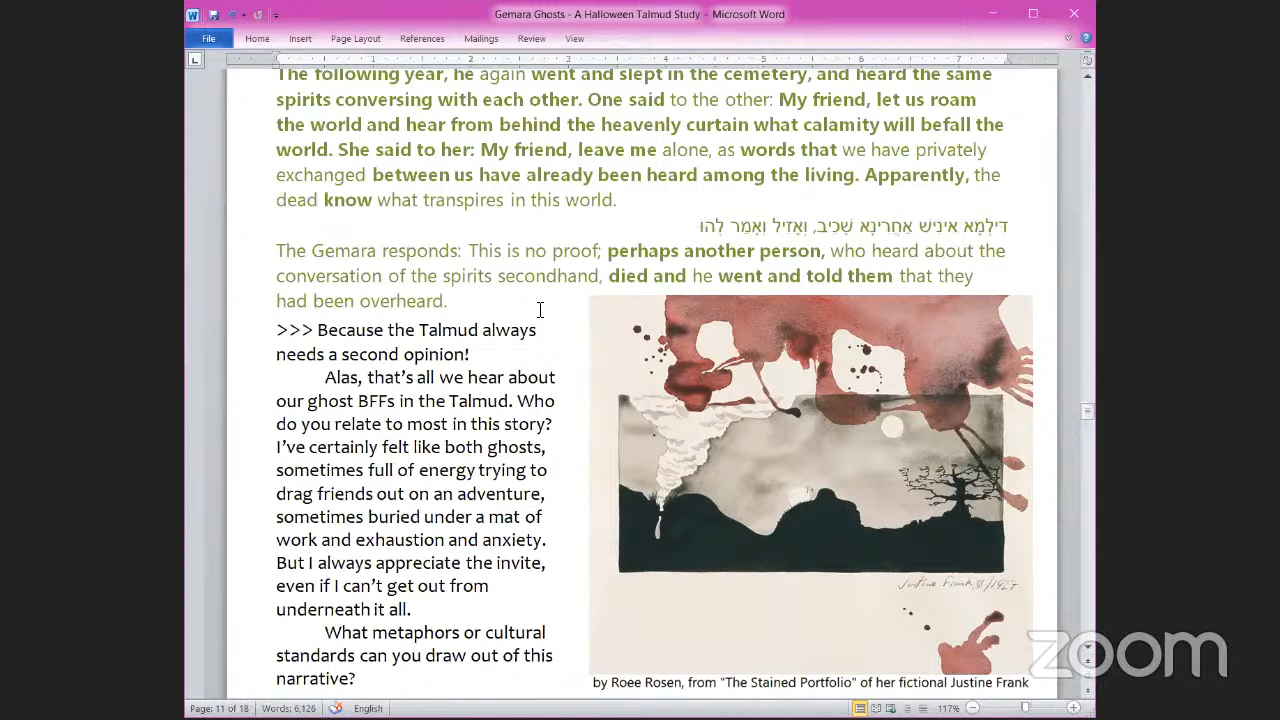 Gemara Ghosts - A Halloween Talmud Study - Microsoft Word
File Home Insert Page Layout References Mailings Review View
1 2 3 4 5 6 7
The following year, he again went and slept in the cemetery, and heard the same
spirits conversing with each other. One said to the other: My friend, let us roam
the world and hear from behind the heavenly curtain what calamity will befall the
world. She said to her: My friend, leave me alone, as words that we have privately
exchanged between us have already been heard among the living. Apparently, the
dead know what transpires in this world.
דִּילְמָא אִינִישׁ אַחֲרִינָא שָׁכֵיב, וְאָזֵיל וְאָמַר לְהוּ
The Gemara responds: This is no proof; perhaps another person, who heard about the
conversation of the spirits secondhand, died and he went and told them that they
had been overheard.
>>> Because the Talmud always
needs a second opinion!
Alas, that's all we hear about
our ghost BFFs in the Talmud. Who
do you relate to most in this story?
I've certainly felt like both ghosts,
sometimes full of energy trying to
drag friends out on an adventure,
sometimes buried under a mat of
work and exhaustion and anxiety.
But I always appreciate the invite,
even if I can't get out from
underneath it all.
What metaphors or cultural
standards can you draw out of this
narrative?
Justine Frank
by Roee Rosen, from "The Stained Portfolio" of her fictional Justine Frank
zoom
Page: 11 of 18 Words: 6,126 English 117%